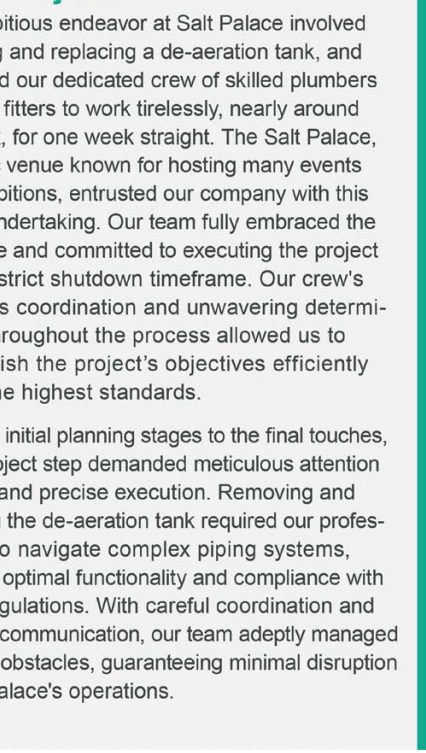 bitious endeavor at Salt Palace involved
g and replacing a de-aeration tank, and
d our dedicated crew of skilled plumbers
fitters to work tirelessly, nearly around
, for one week straight. The Salt Palace,
venue known for hosting many events
bitions, entrusted our company with this
ndertaking. Our team fully embraced the
e and committed to executing the project
strict shutdown timeframe. Our crew's
s coordination and unwavering determi-
hroughout the process allowed us to
ish the project’s objectives efficiently
he highest standards.
initial planning stages to the final touches,
oject step demanded meticulous attention
and precise execution. Removing and
the de-aeration tank required our profes-
o navigate complex piping systems,
optimal functionality and compliance with
gulations. With careful coordination and
communication, our team adeptly managed
obstacles, guaranteeing minimal disruption
alace's operations.